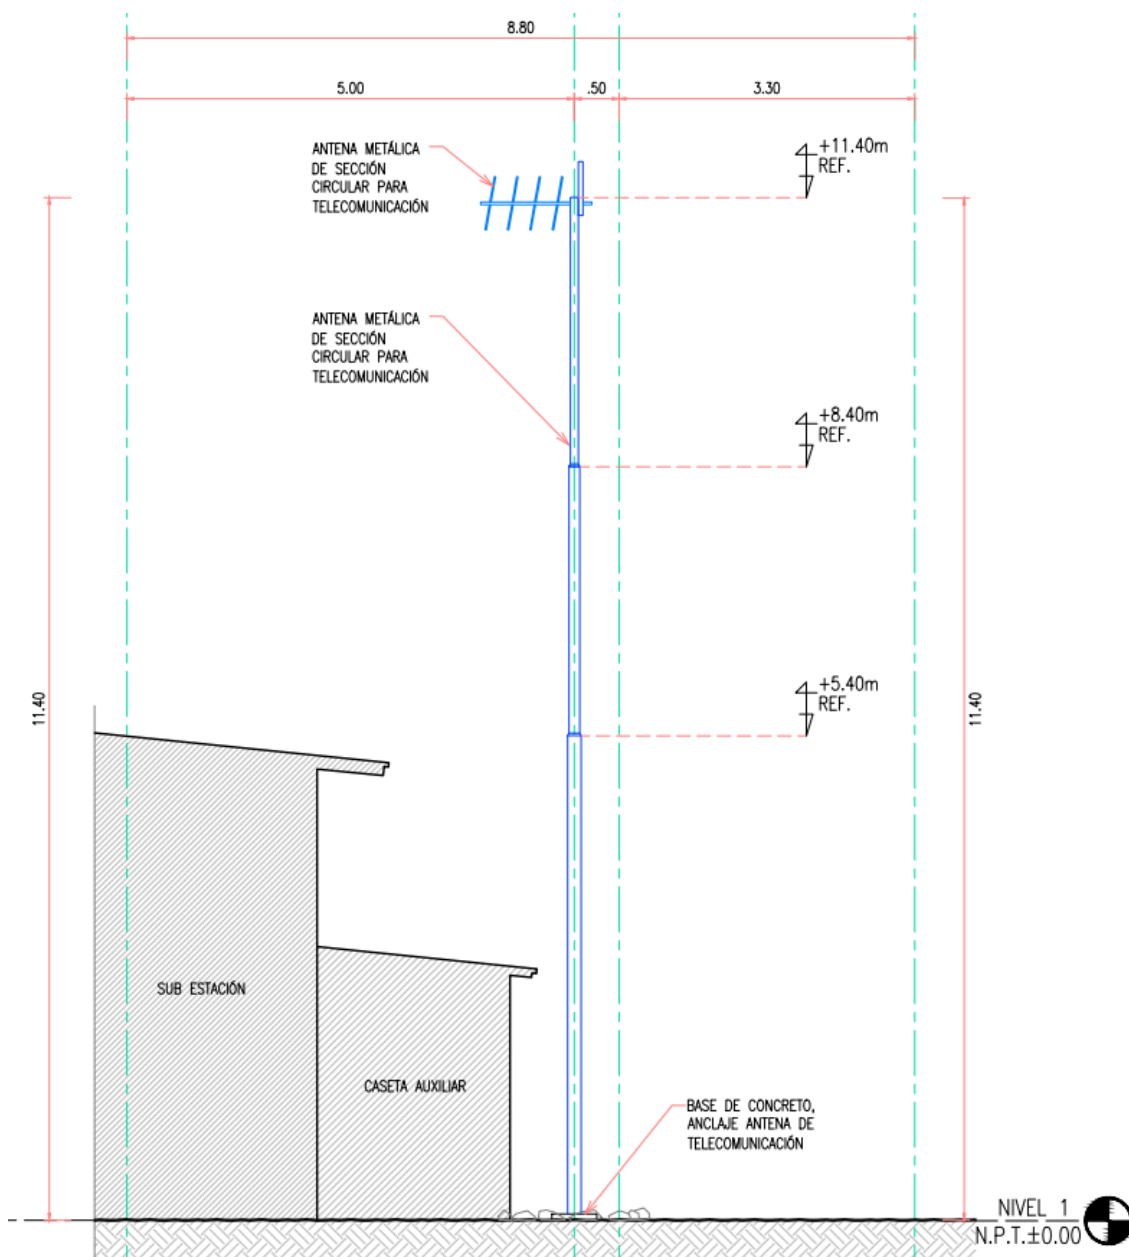 8.80
5.00
.50
3.30
ANTENA METÁLICA
DE SECCIÓN
CIRCULAR PARA
TELECOMUNICACIÓN
+11.40m
REF.
ANTENA METÁLICA
DE SECCIÓN
CIRCULAR PARA
TELECOMUNICACIÓN
+8.40m
REF.
11.40
+5.40m
REF.
11.40
SUB ESTACIÓN
CASETA AUXILIAR
BASE DE CONCRETO,
ANCLAJE ANTENA DE
TELECOMUNICACIÓN
NIVEL 1
N.P.T.±0.00